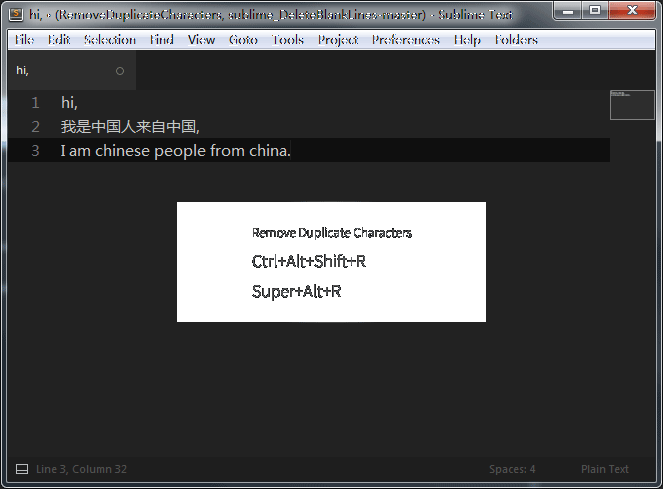 hi, • (RemoveDuplicateCharacters, sublime_DeleteBlankLines-master) - Sublime Text
File Edit Selection Find View Goto Tools Project Preferences Help Folders
hi,
1 hi,
2 我是中国人来自中国,
3 I am chinese people from china.
Remove Duplicate Characters
Ctrl+Alt+Shift+R
Super+Alt+R
Line 3, Column 32 Spaces: 4 Plain Text